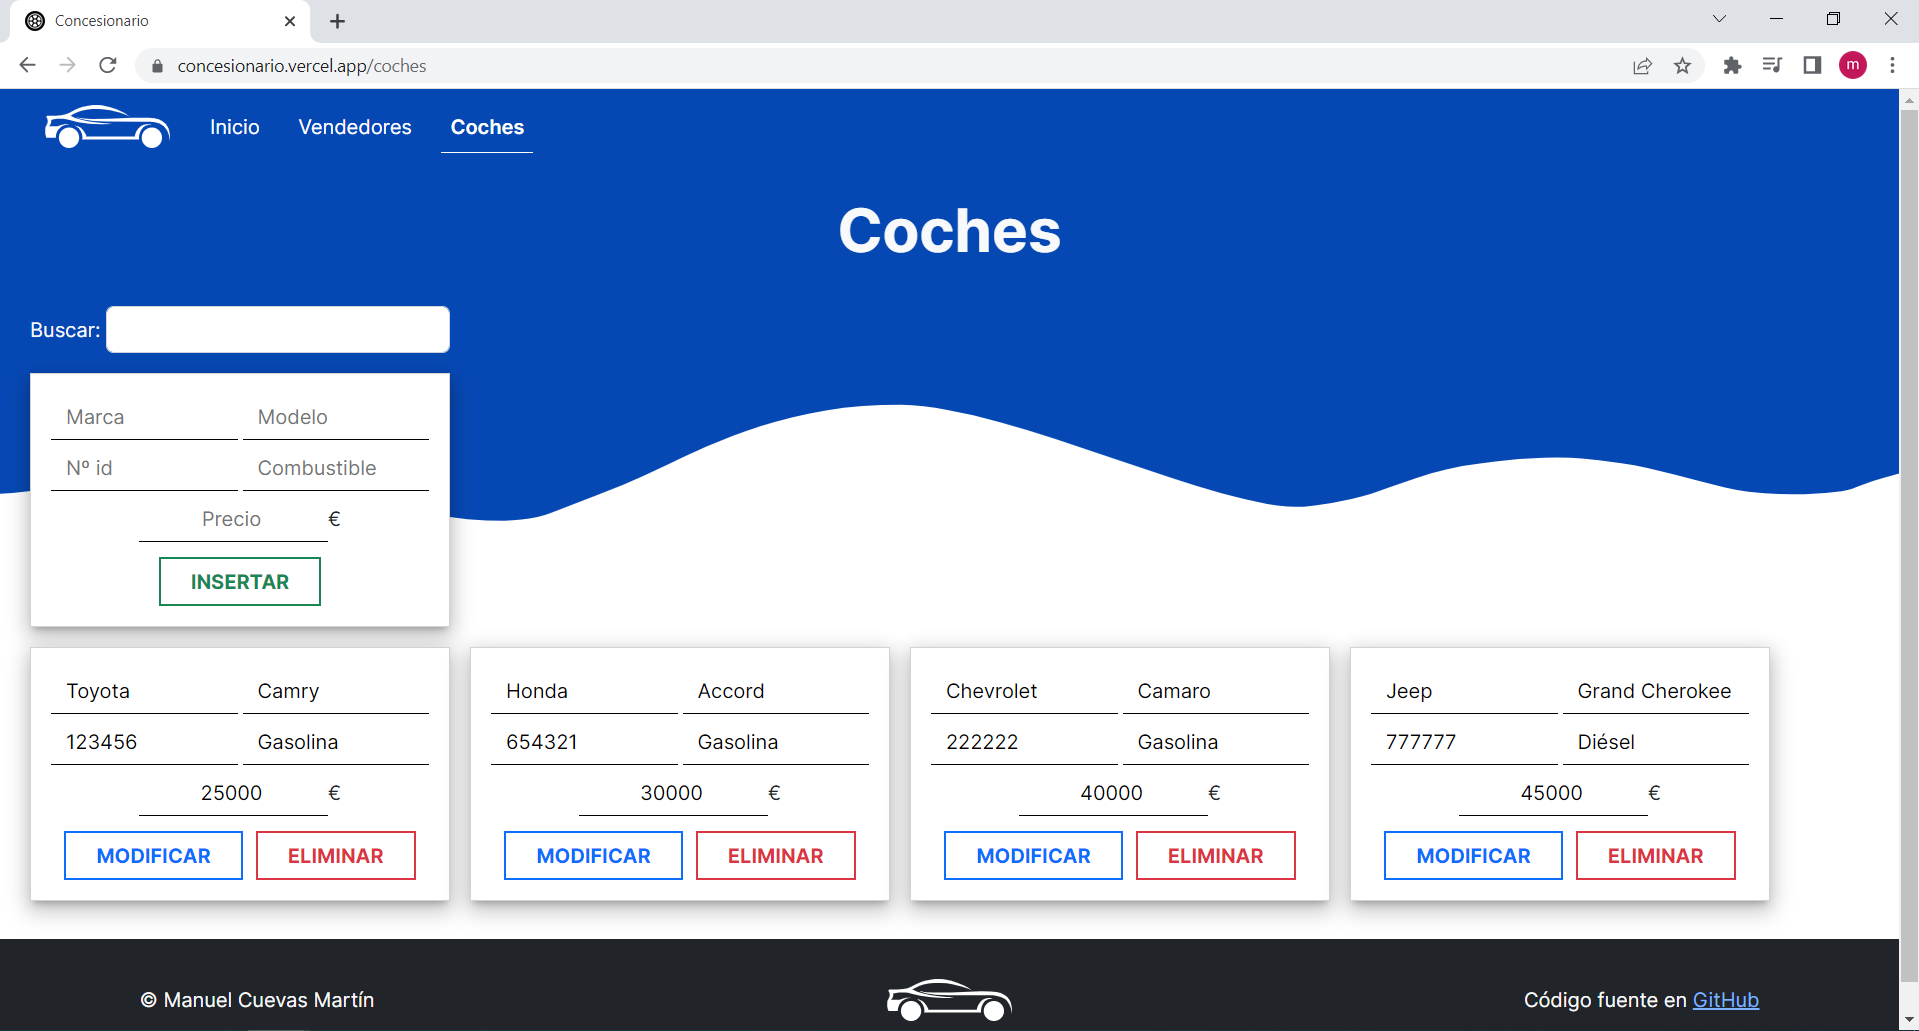 Concesionario
concesionario.vercel.app/coches
m
Inicio Vendedores Coches
Coches
Buscar:
Marca Modelo
Nº id Combustible
Precio €
INSERTAR
Toyota Camry
123456 Gasolina
25000 €
MODIFICAR ELIMINAR
Honda Accord
654321 Gasolina
30000 €
MODIFICAR ELIMINAR
Chevrolet Camaro
222222 Gasolina
40000 €
MODIFICAR ELIMINAR
Jeep Grand Cherokee
777777 Diésel
45000 €
MODIFICAR ELIMINAR
© Manuel Cuevas Martín
Código fuente en GitHub